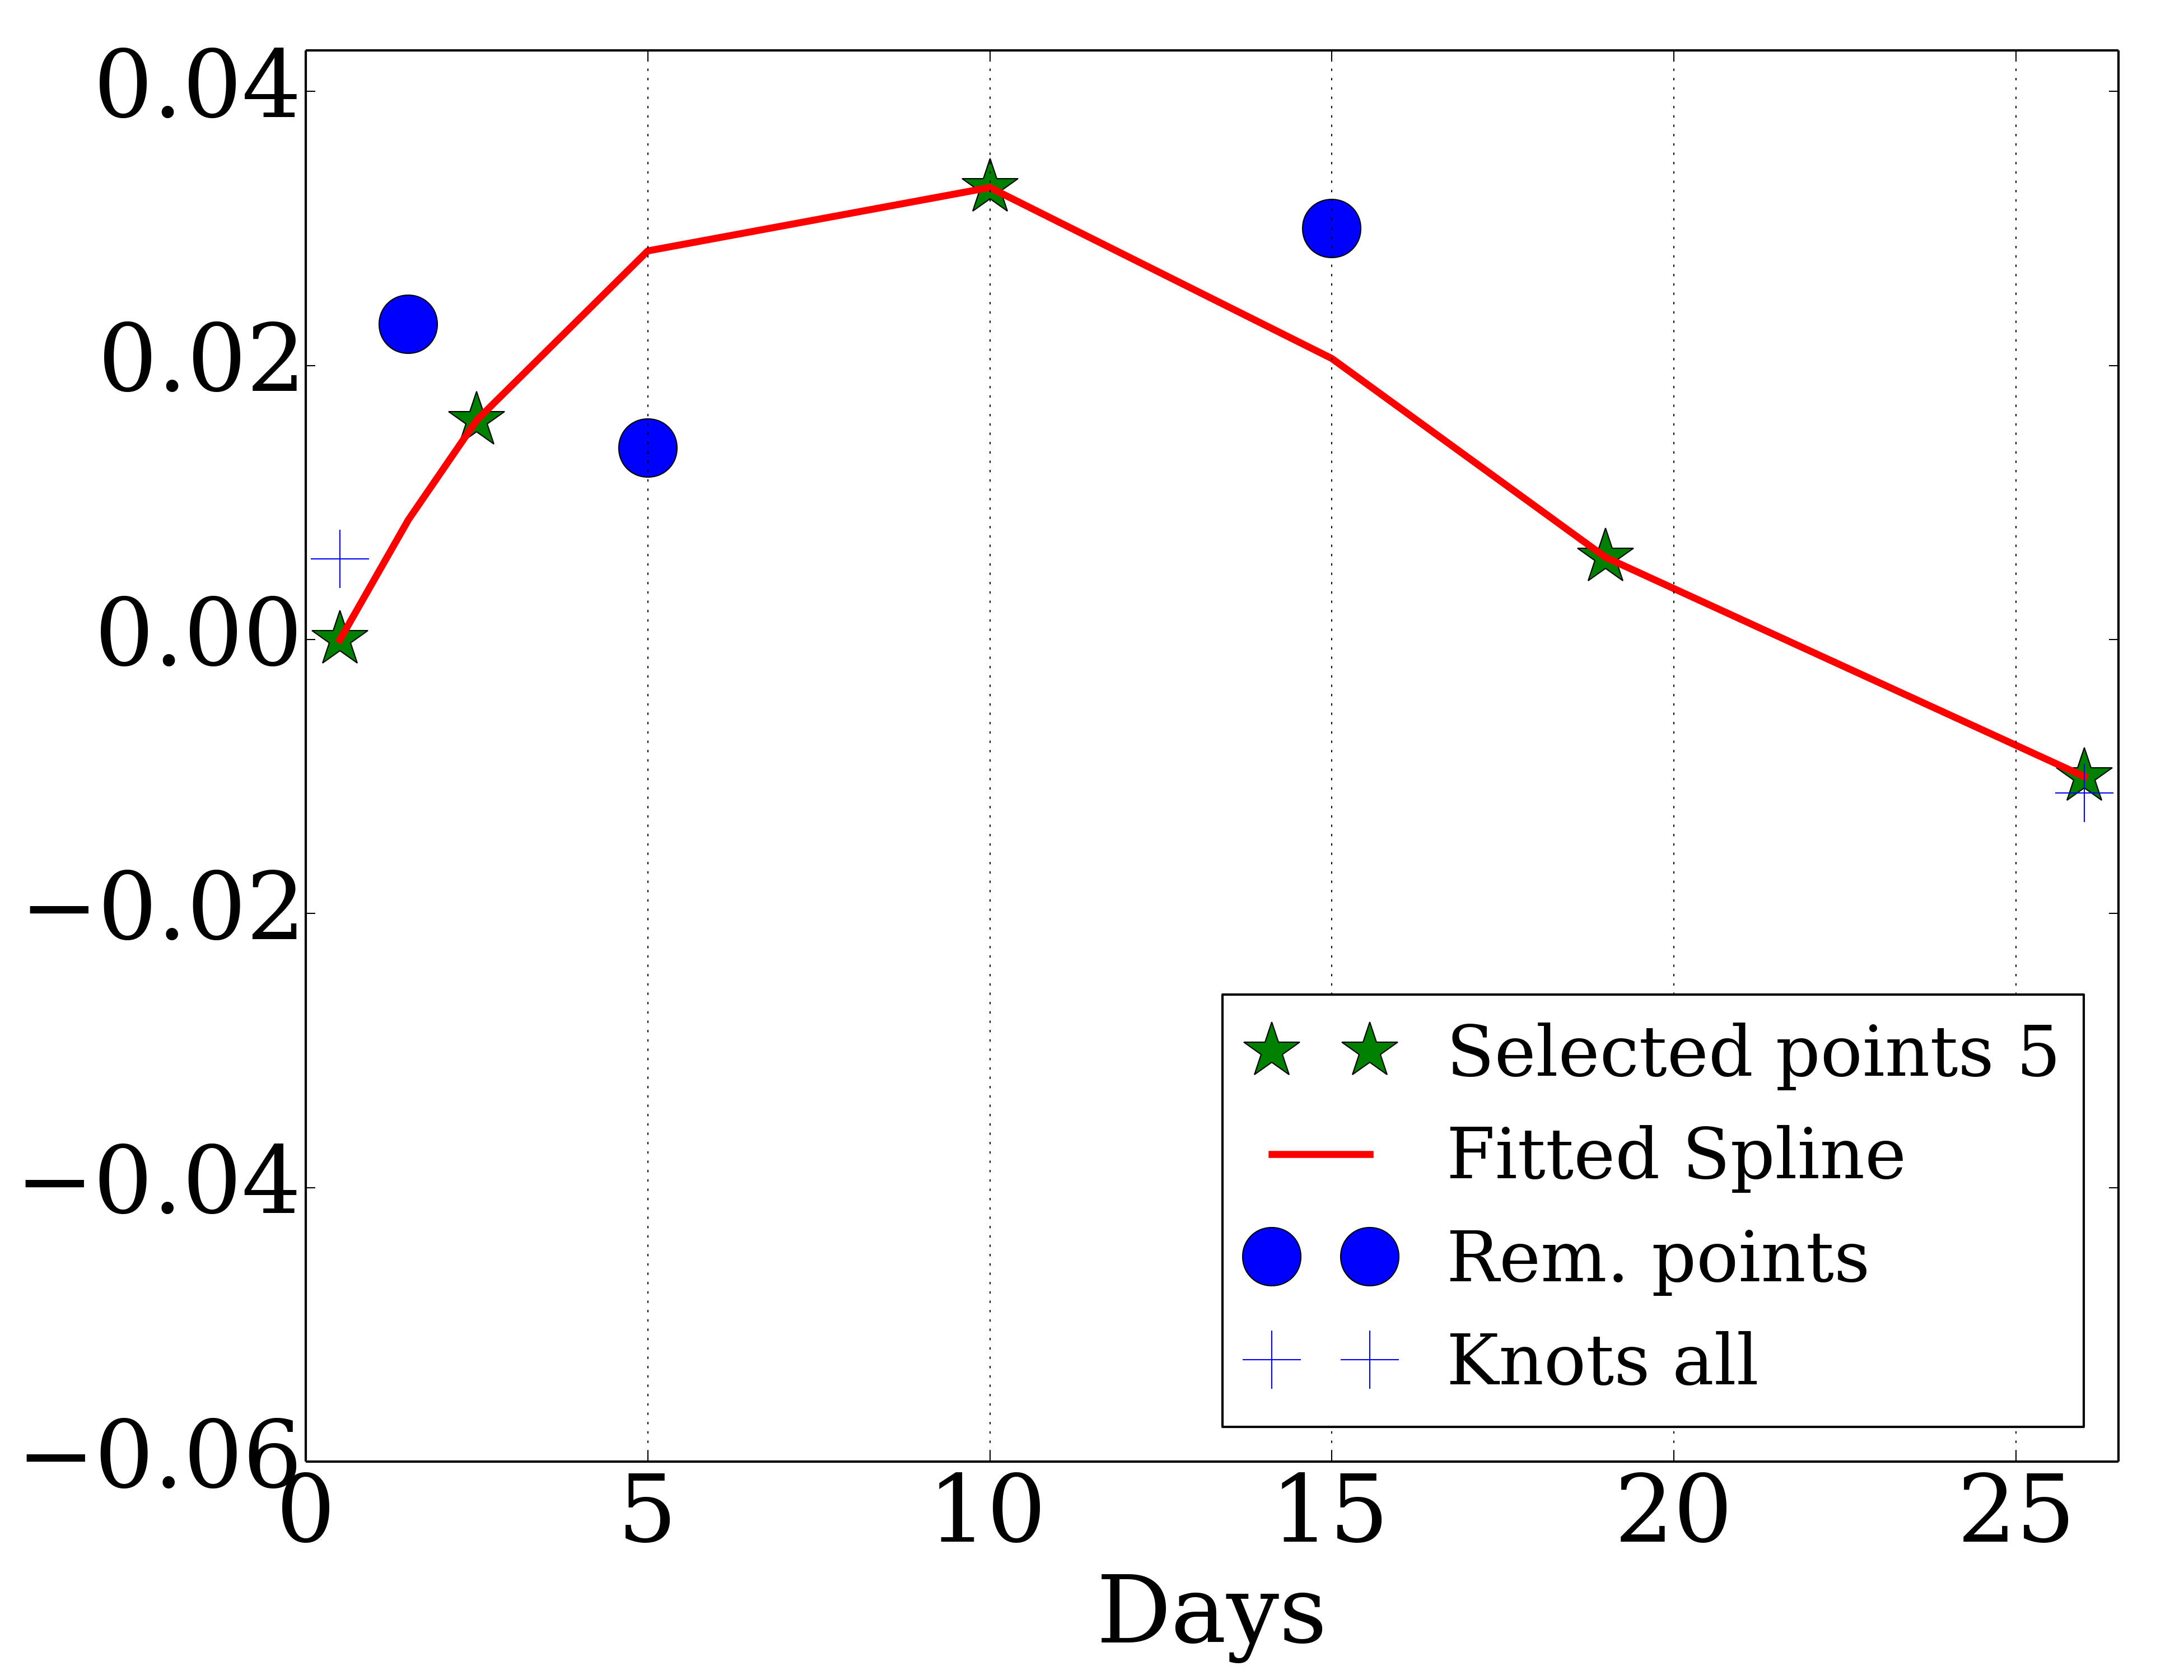 0.04
0.02
0.00
−0.02
−0.04
−0.06
0 5 10 15 20 25
Days
Selected points 5
Fitted Spline
Rem. points
Knots all